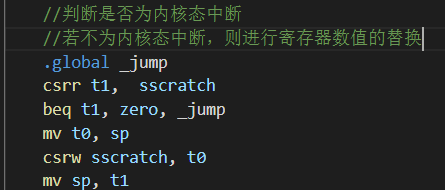 //判断是否为内核态中断
//若不为内核态中断，则进行寄存器数值的替换
.global _jump
csrr t1,  sscratch
beq t1, zero, _jump
mv t0, sp
csrw sscratch, t0
mv sp, t1